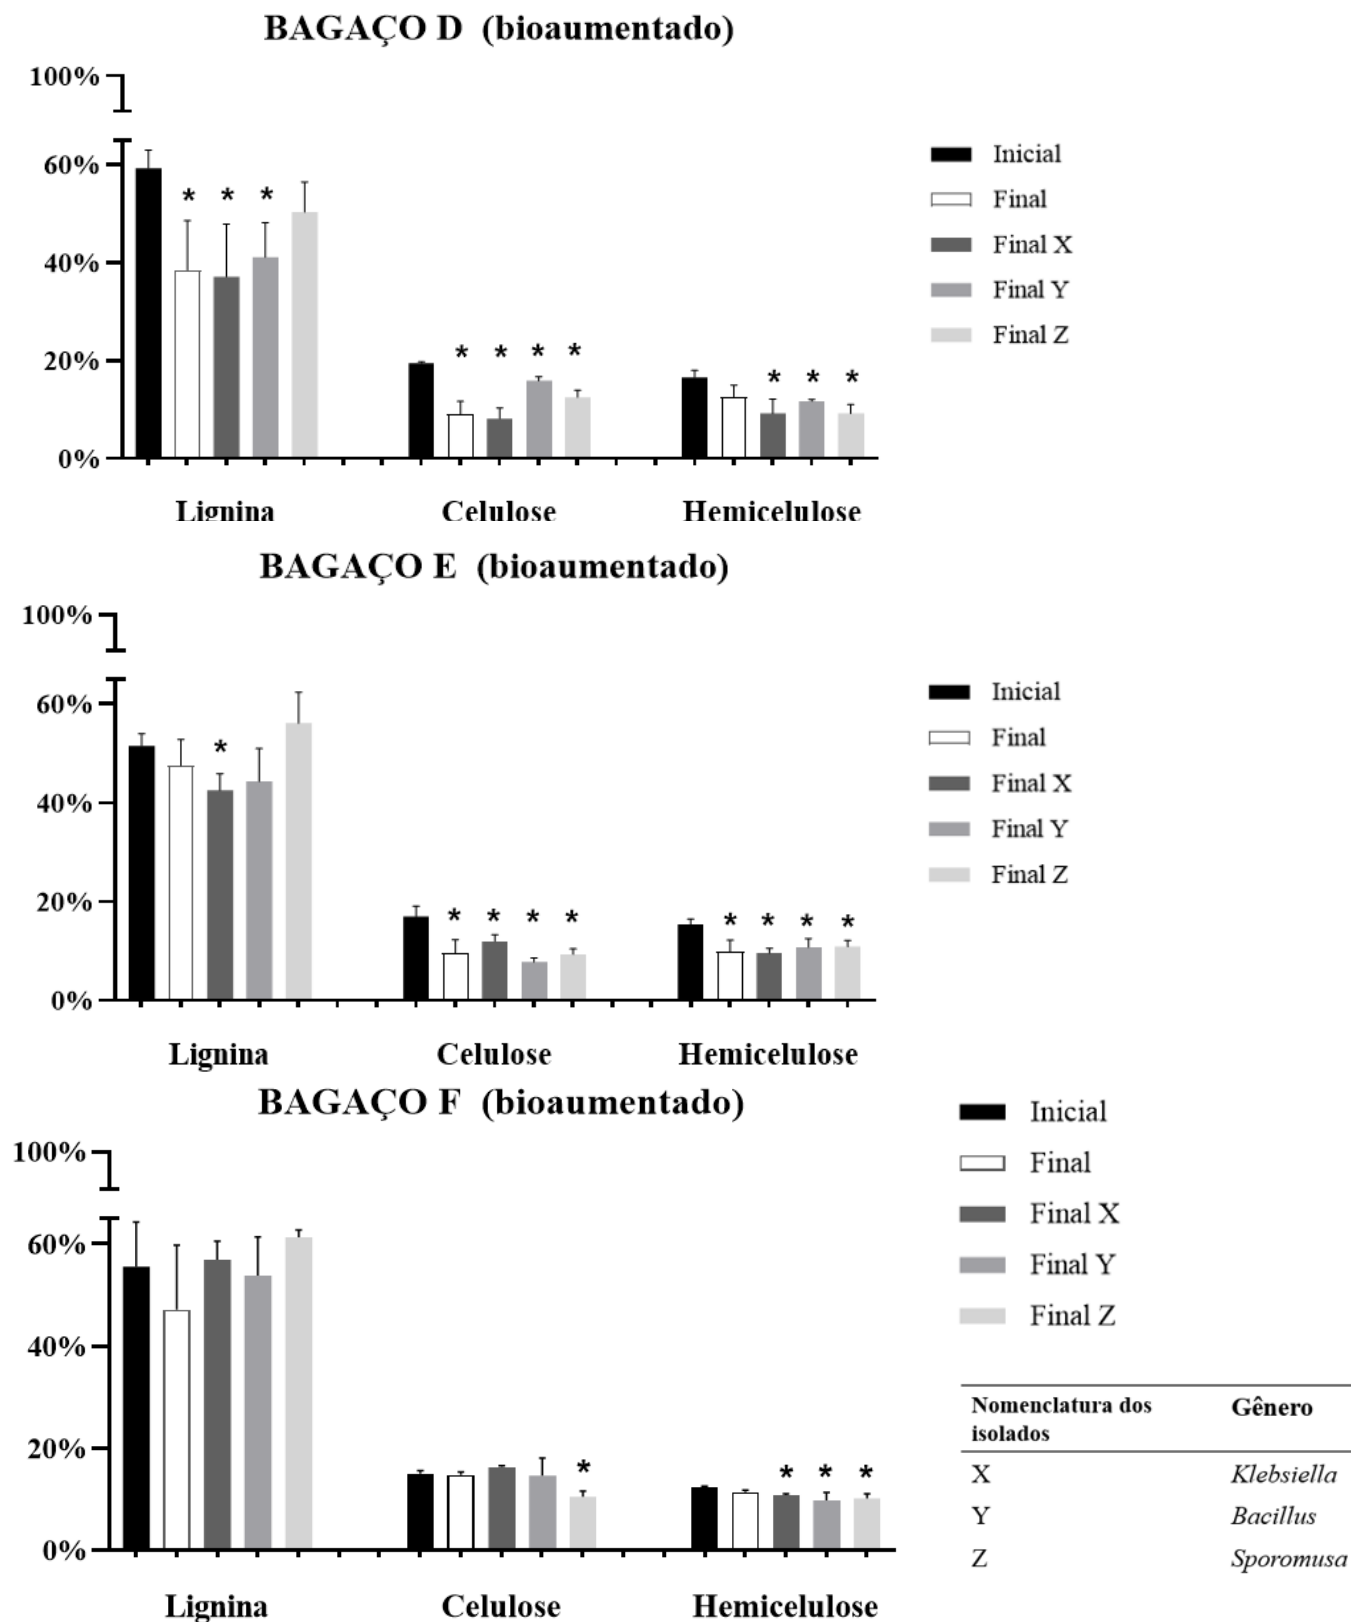 BAGAÇO D (bioaumentado)
100%
60%
40%
20%
0%
* * *
* * * *
* * *
Lignina Celulose Hemicelulose
Inicial
Final
Final X
Final Y
Final Z
BAGAÇO E (bioaumentado)
100%
60%
40%
20%
0%
*
* * * *
* * * *
Lignina Celulose Hemicelulose
Inicial
Final
Final X
Final Y
Final Z
BAGAÇO F (bioaumentado)
100%
60%
40%
20%
0%
*
* * *
Lignina Celulose Hemicelulose
Inicial
Final
Final X
Final Y
Final Z
Nomenclatura dos
isolados
Gênero
X Klebsiella
Y Bacillus
Z Sporomusa